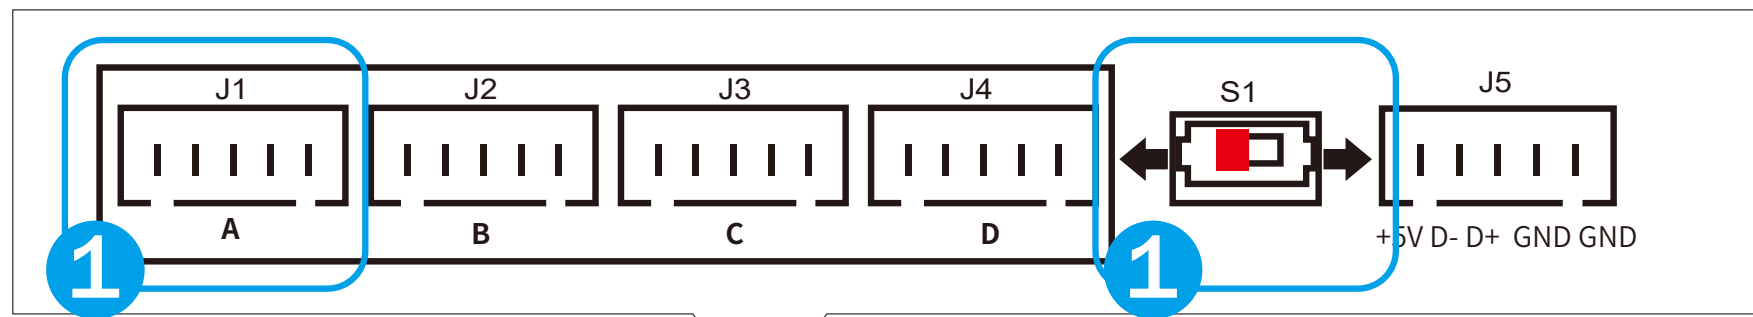 J1 J2 J3 J4 S1 J5
A B C D +5V D- D+ GND GND
1 1